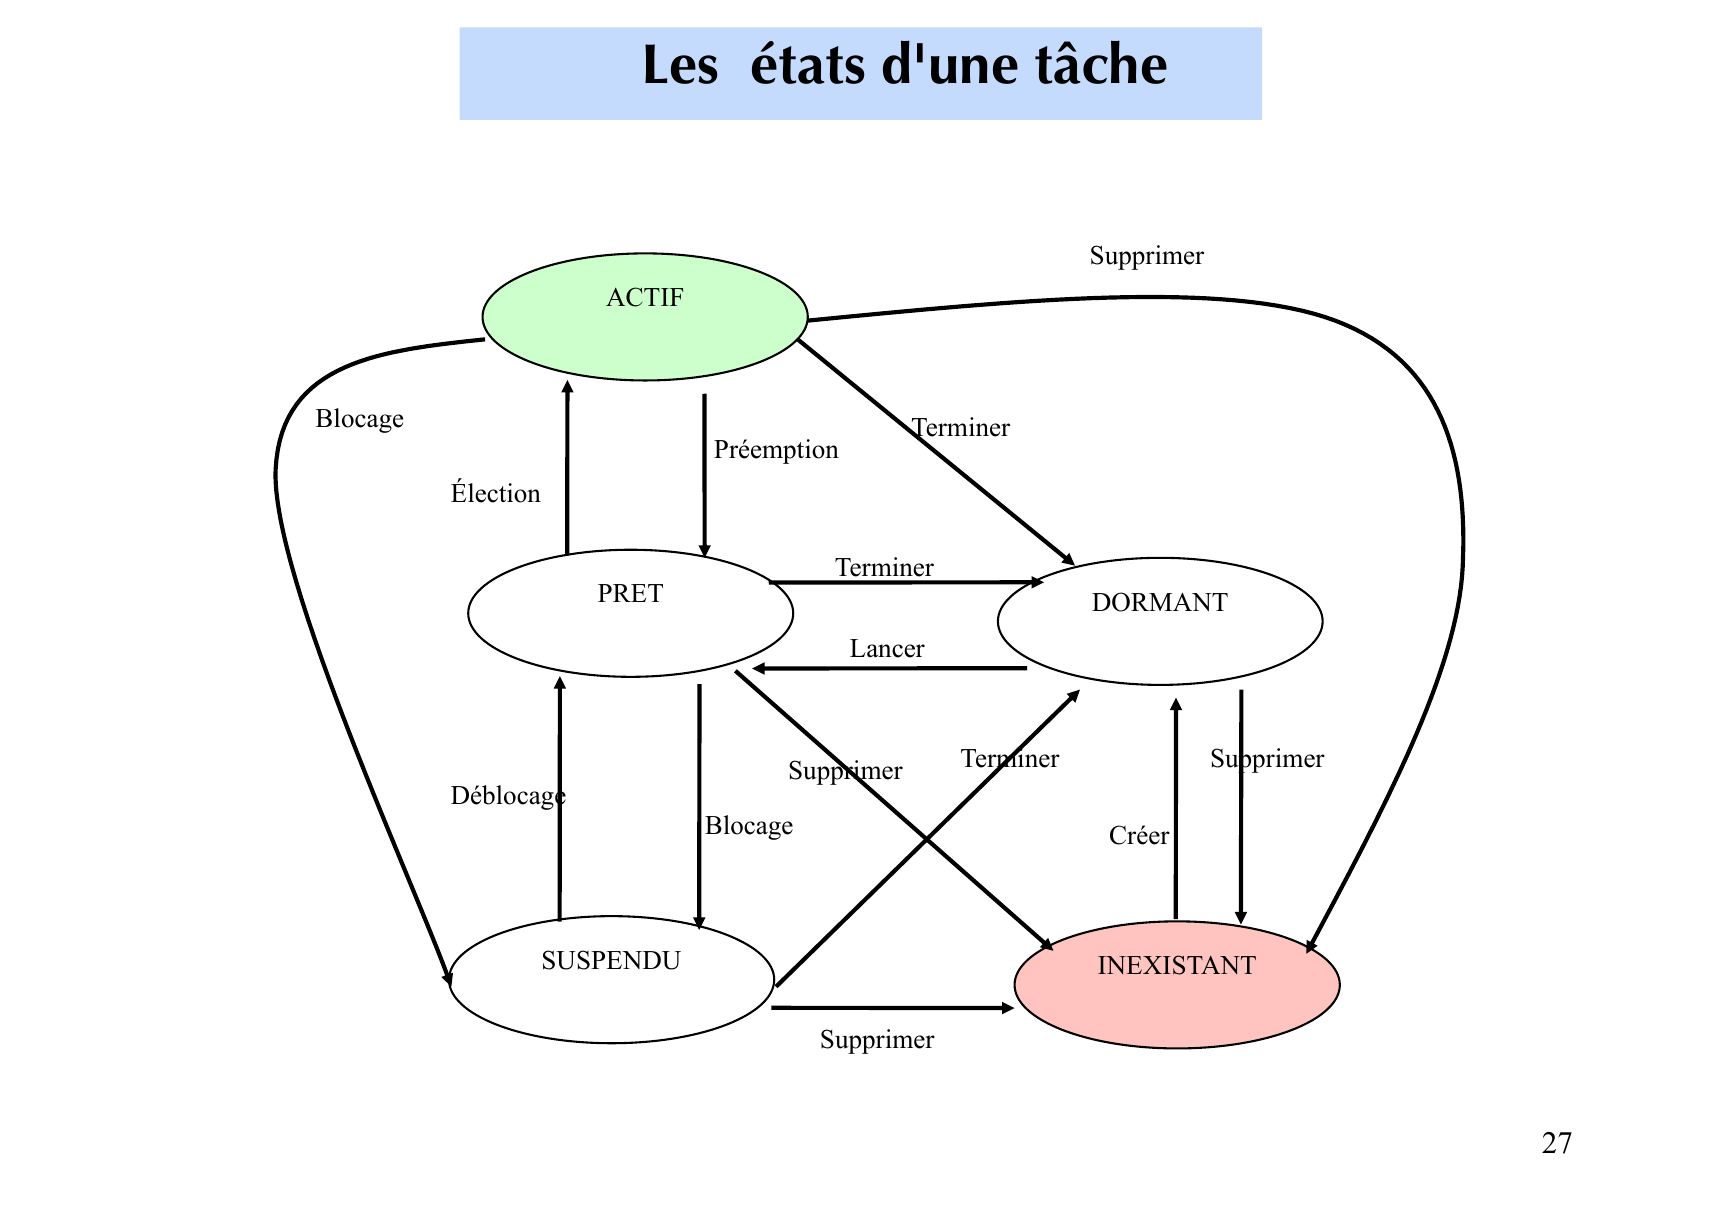 Les  états d'une tâche
Supprimer
ACTIF
Blocage
Terminer
Préemption
Élection
Terminer
PRET
DORMANT
Lancer
Supprimer
Terminer
Supprimer
Déblocage
Blocage
Créer
SUSPENDU
INEXISTANT
Supprimer
27